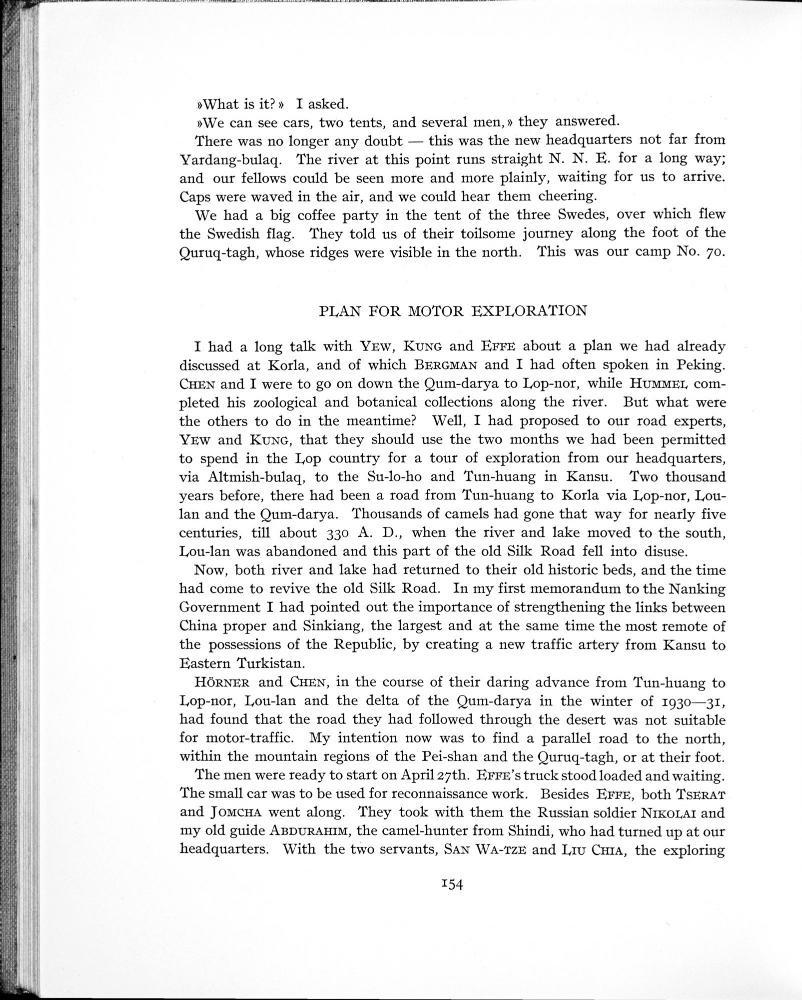 »What is it?» I asked.
»We can see cars, two tents, and several men,» they answered.
There was no longer any doubt — this was the new headquarters not far from
Yardang-bulaq. The river at this point runs straight N. N. E. for a long way;
and our fellows could be seen more and more plainly, waiting for us to arrive.
Caps were waved in the air, and we could hear them cheering.
We had a big coffee party in the tent of the three Swedes, over which flew
the Swedish flag. They told us of their toilsome journey along the foot of the
Quruq-tagh, whose ridges were visible in the north. This was our camp No. 70.
PLAN FOR MOTOR EXPLORATION
I had a long talk with YEW, KUNG and EFFE about a plan we had already
discussed at Korla, and of which BERGMAN and I had often spoken in Peking.
CHEN and I were to go on down the Qum-darya to Lop-nor, while HUMMEL com-
pleted his zoological and botanical collections along the river. But what were
the others to do in the meantime? Well, I had proposed to our road experts,
YEW and KUNG, that they should use the two months we had been permitted
to spend in the Lop country for a tour of exploration from our headquarters,
via Altmish-bulaq, to the Su-lo-ho and Tun-huang in Kansu. Two thousand
years before, there had been a road from Tun-huang to Korla via Lop-nor, Lou-
lan and the Qum-darya. Thousands of camels had gone that way for nearly five
centuries, till about 330 A. D., when the river and lake moved to the south,
Lou-lan was abandoned and this part of the old Silk Road fell into disuse.
Now, both river and lake had returned to their old historic beds, and the time
had come to revive the old Silk Road. In my first memorandum to the Nanking
Government I had pointed out the importance of strengthening the links between
China proper and Sinkiang, the largest and at the same time the most remote of
the possessions of the Republic, by creating a new traffic artery from Kansu to
Eastern Turkistan.
HÖRNER and CHEN, in the course of their daring advance from Tun-huang to
Lop-nor, Lou-lan and the delta of the Qum-darya in the winter of 1930—31,
had found that the road they had followed through the desert was not suitable
for motor-traffic. My intention now was to find a parallel road to the north,
within the mountain regions of the Pei-shan and the Quruq-tagh, or at their foot.
The men were ready to start on April 27th. EFFE's truck stood loaded and waiting.
The small car was to be used for reconnaissance work. Besides EFFE, both TSERAT
and JOMCHA went along. They took with them the Russian soldier NIKOLAI and
my old guide ABDURAHIM, the camel-hunter from Shindi, who had turned up at our
headquarters. With the two servants, SAN WA-TZE and LIU CHIA, the exploring
154